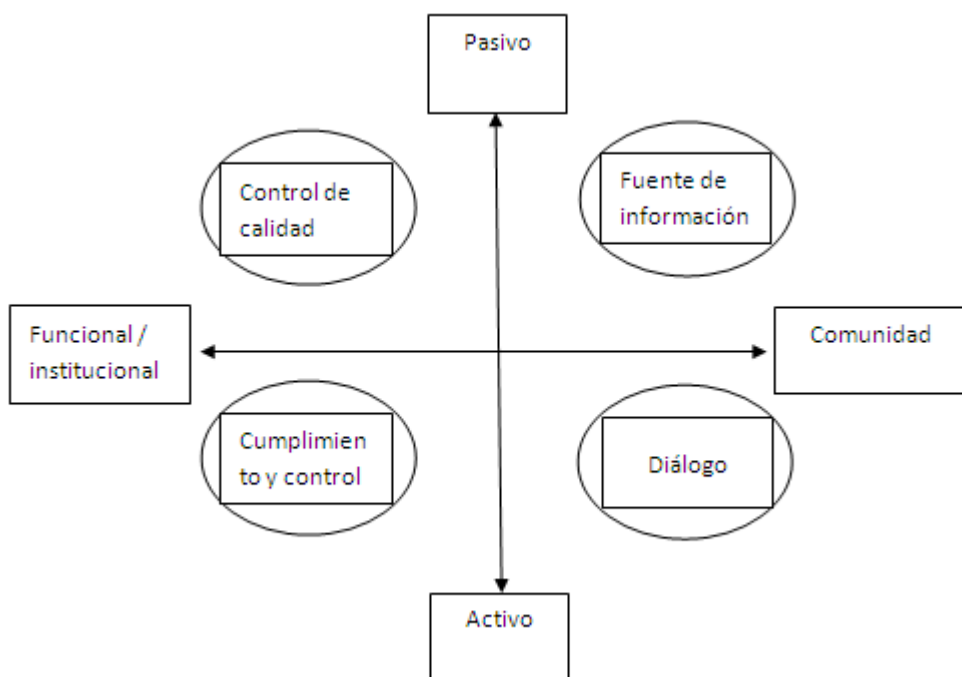 Pasivo
Control de
calidad
Fuente de
información
Funcional /
institucional
Comunidad
Cumplimien
to y control
Diálogo
Activo